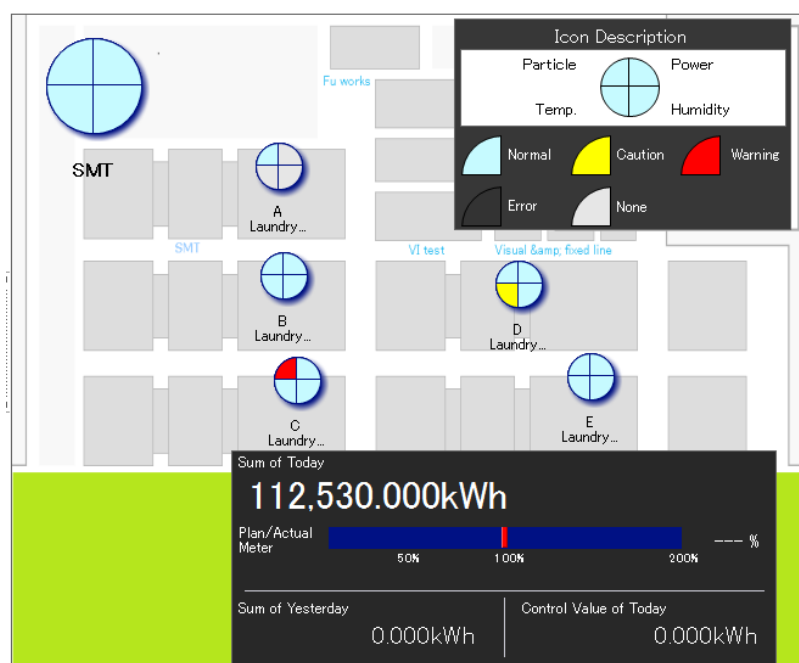 Icon Description
Particle
Power
Temp.
Humidity
Normal
Caution
Warning
Error
None
Fu works
SMT
A
Laundry...
SMT
VI test
Visual &amp; fixed line
B
Laundry...
D
Laundry...
C
Laundry...
E
Laundry...
Sum of Today
112,530.000kWh
Plan/Actual
Meter
50%
100%
200%
--- %
Sum of Yesterday
0.000kWh
Control Value of Today
0.000kWh